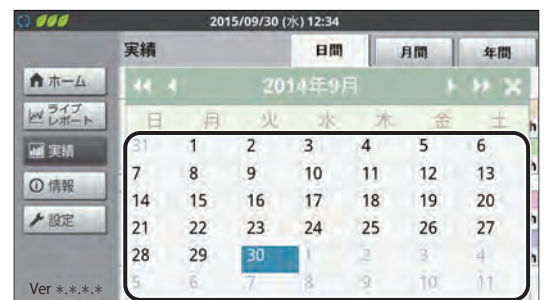 2015/09/30 (水) 12:34
実績
日間
月間
年間
ホーム
ライブ
レポート
実績
情報
設定
Ver *.*.*.*
2014年9月
日 月 火 水 木 金 土
31 1 2 3 4 5 6
7 8 9 10 11 12 13
14 15 16 17 18 19 20
21 22 23 24 25 26 27
28 29 30 1 2 3 4
5 6 7 8 9 10 11
h
h
h